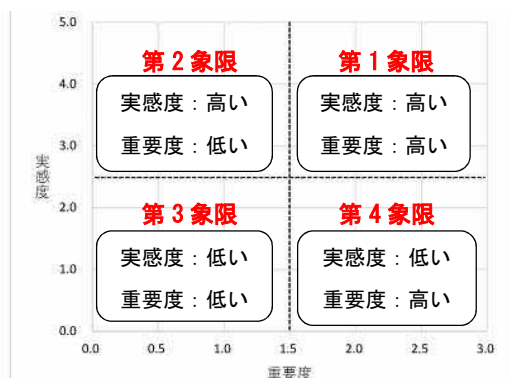 5.0
第２象限
第１象限
4.0
実感度：高い
重要度：低い
実感度：高い
重要度：高い
3.0
実感度
2.0
第３象限
第４象限
実感度：低い
重要度：低い
実感度：低い
重要度：高い
1.0
0.0
0.0 0.5 1.0 1.5 2.0 2.5 3.0
重要度